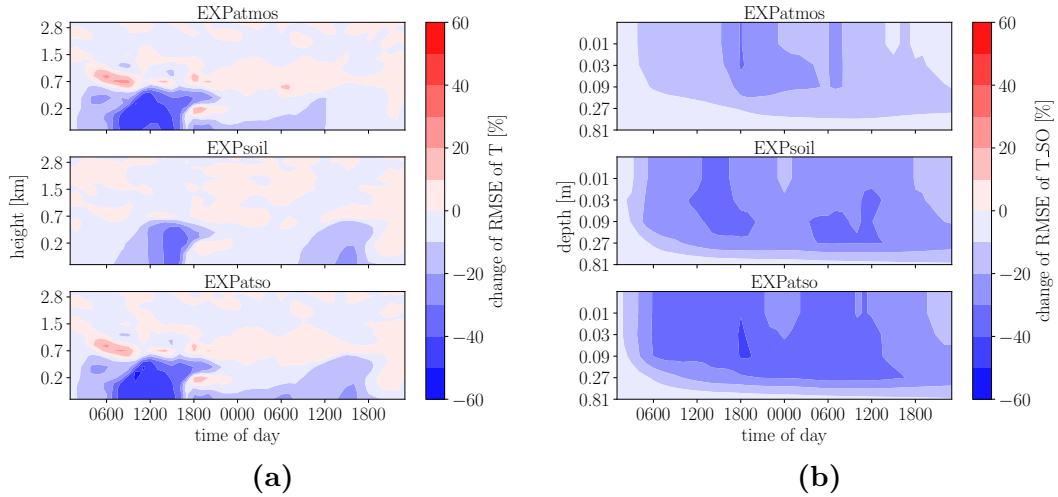 EXPatmos
2.8
1.5
0.7
0.2
EXPsoil
2.8
1.5
0.7
0.2
EXPatso
2.8
1.5
0.7
0.2
0600 1200 1800 0000 0600 1200 1800
time of day
height [km]
60
40
20
0
−20
−40
−60
change of RMSE of T [%]
(a)
EXPatmos
0.01
0.03
0.09
0.27
0.81
EXPsoil
0.01
0.03
0.09
0.27
0.81
EXPatso
0.01
0.03
0.09
0.27
0.81
0600 1200 1800 0000 0600 1200 1800
time of day
depth [m]
60
40
20
0
−20
−40
−60
change of RMSE of T_SO [%]
(b)